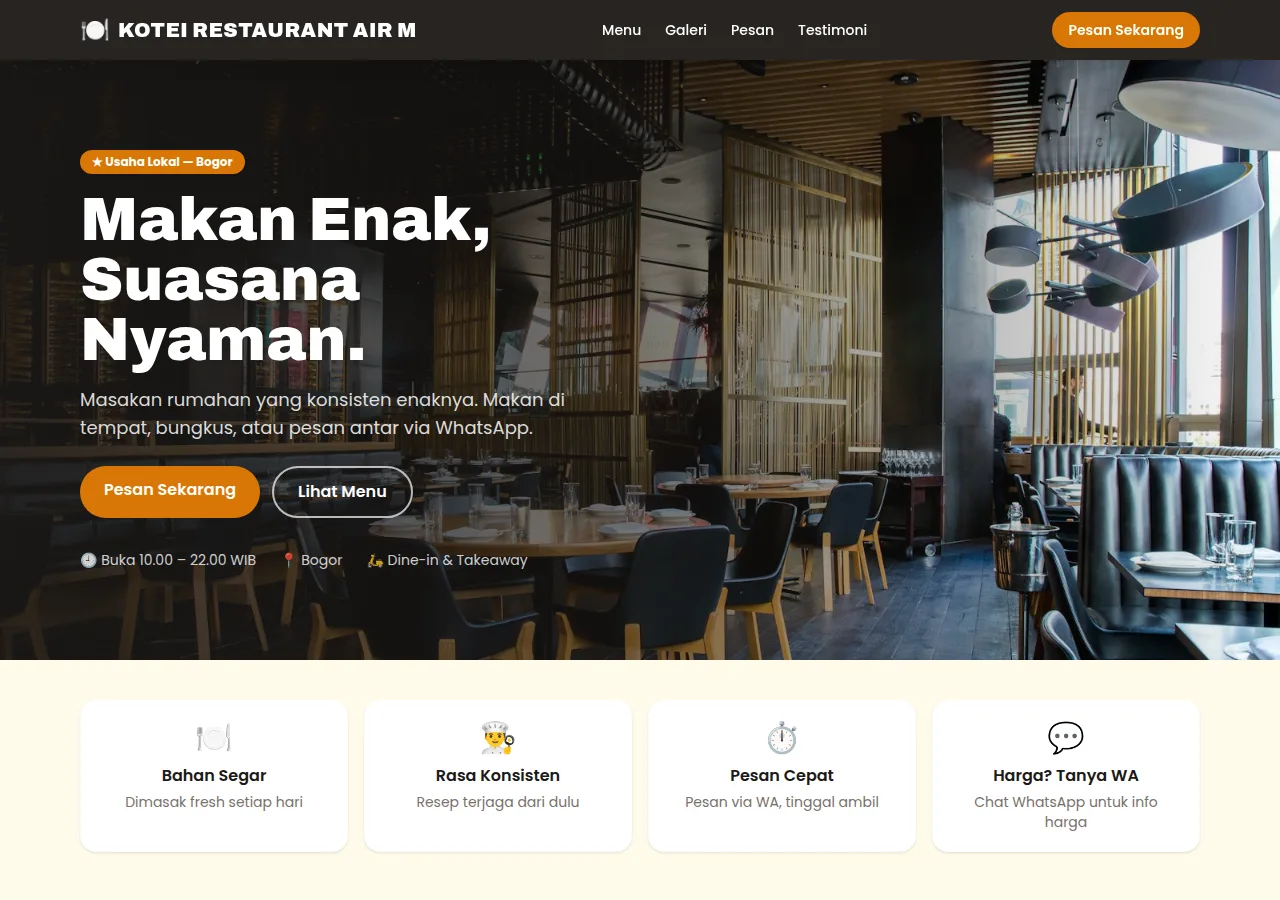 KOTEI RESTAURANT AIR M
Menu
Galeri
Pesan
Testimoni
Pesan Sekarang
★ Usaha Lokal — Bogor
Makan Enak,
Suasana
Nyaman.
Masakan rumahan yang konsisten enaknya. Makan di
tempat, bungkus, atau pesan antar via WhatsApp.
Pesan Sekarang
Lihat Menu
Buka 10.00 – 22.00 WIB
Bogor
Dine-in & Takeaway
Bahan Segar
Dimasak fresh setiap hari
Rasa Konsisten
Resep terjaga dari dulu
Pesan Cepat
Pesan via WA, tinggal ambil
Harga? Tanya WA
Chat WhatsApp untuk info
harga